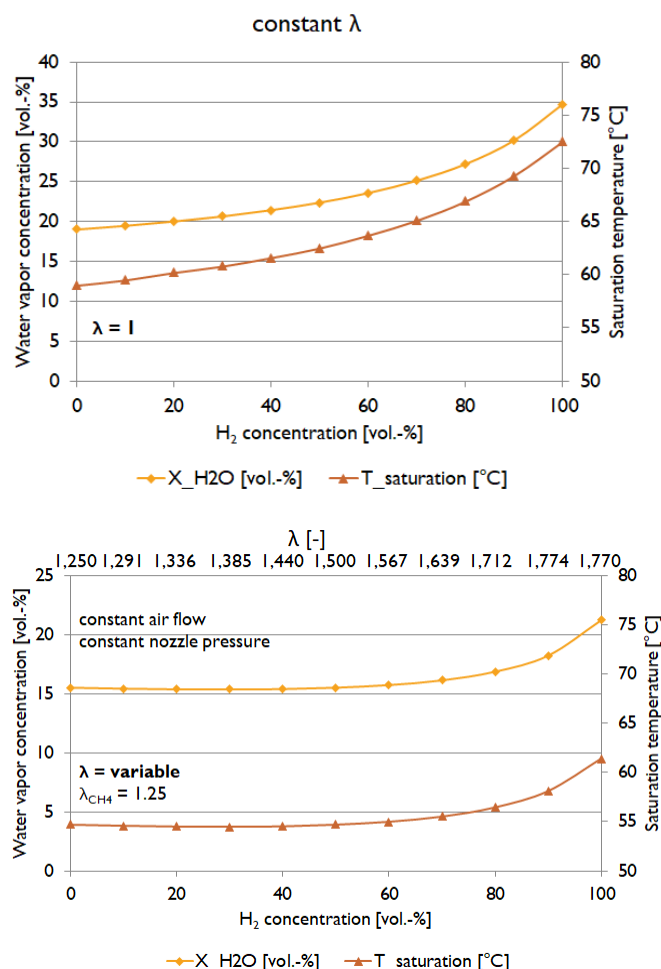 constant λ
Water vapor concentration [vol.-%]
40
35
30
25
20
15
10
5
0
λ = 1
80
75
70
65
60
55
50
Saturation temperature [°C]
0 20 40 60 80 100
H₂ concentration [vol.-%]
X_H2O [vol.-%] T_saturation [°C]
λ [-]
1,250 1,291 1,336 1,385 1,440 1,500 1,567 1,639 1,712 1,774 1,770
Water vapor concentration [vol.-%]
25
20
15
10
5
0
constant air flow
constant nozzle pressure
λ = variable
λCH4 = 1.25
80
75
70
65
60
55
50
Saturation temperature [°C]
0 20 40 60 80 100
H₂ concentration [vol.-%]
X H2O [vol.-%] T saturation [°C]